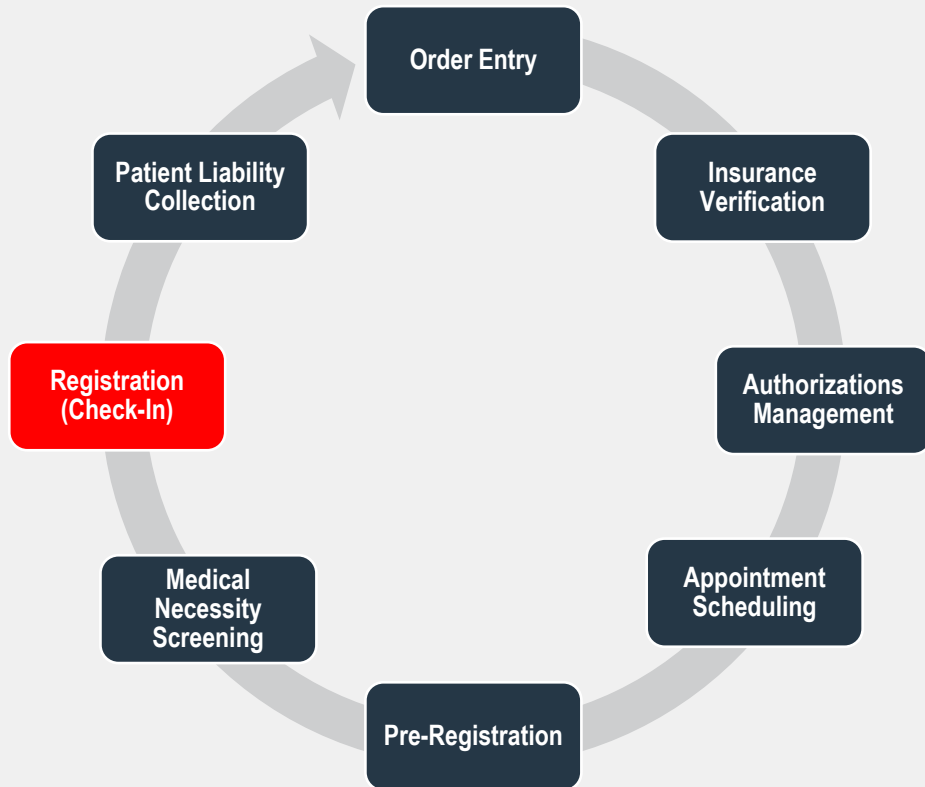 Order Entry
Insurance
Verification
Authorizations
Management
Appointment
Scheduling
Pre-Registration
Medical
Necessity
Screening
Registration
(Check-In)
Patient Liability
Collection